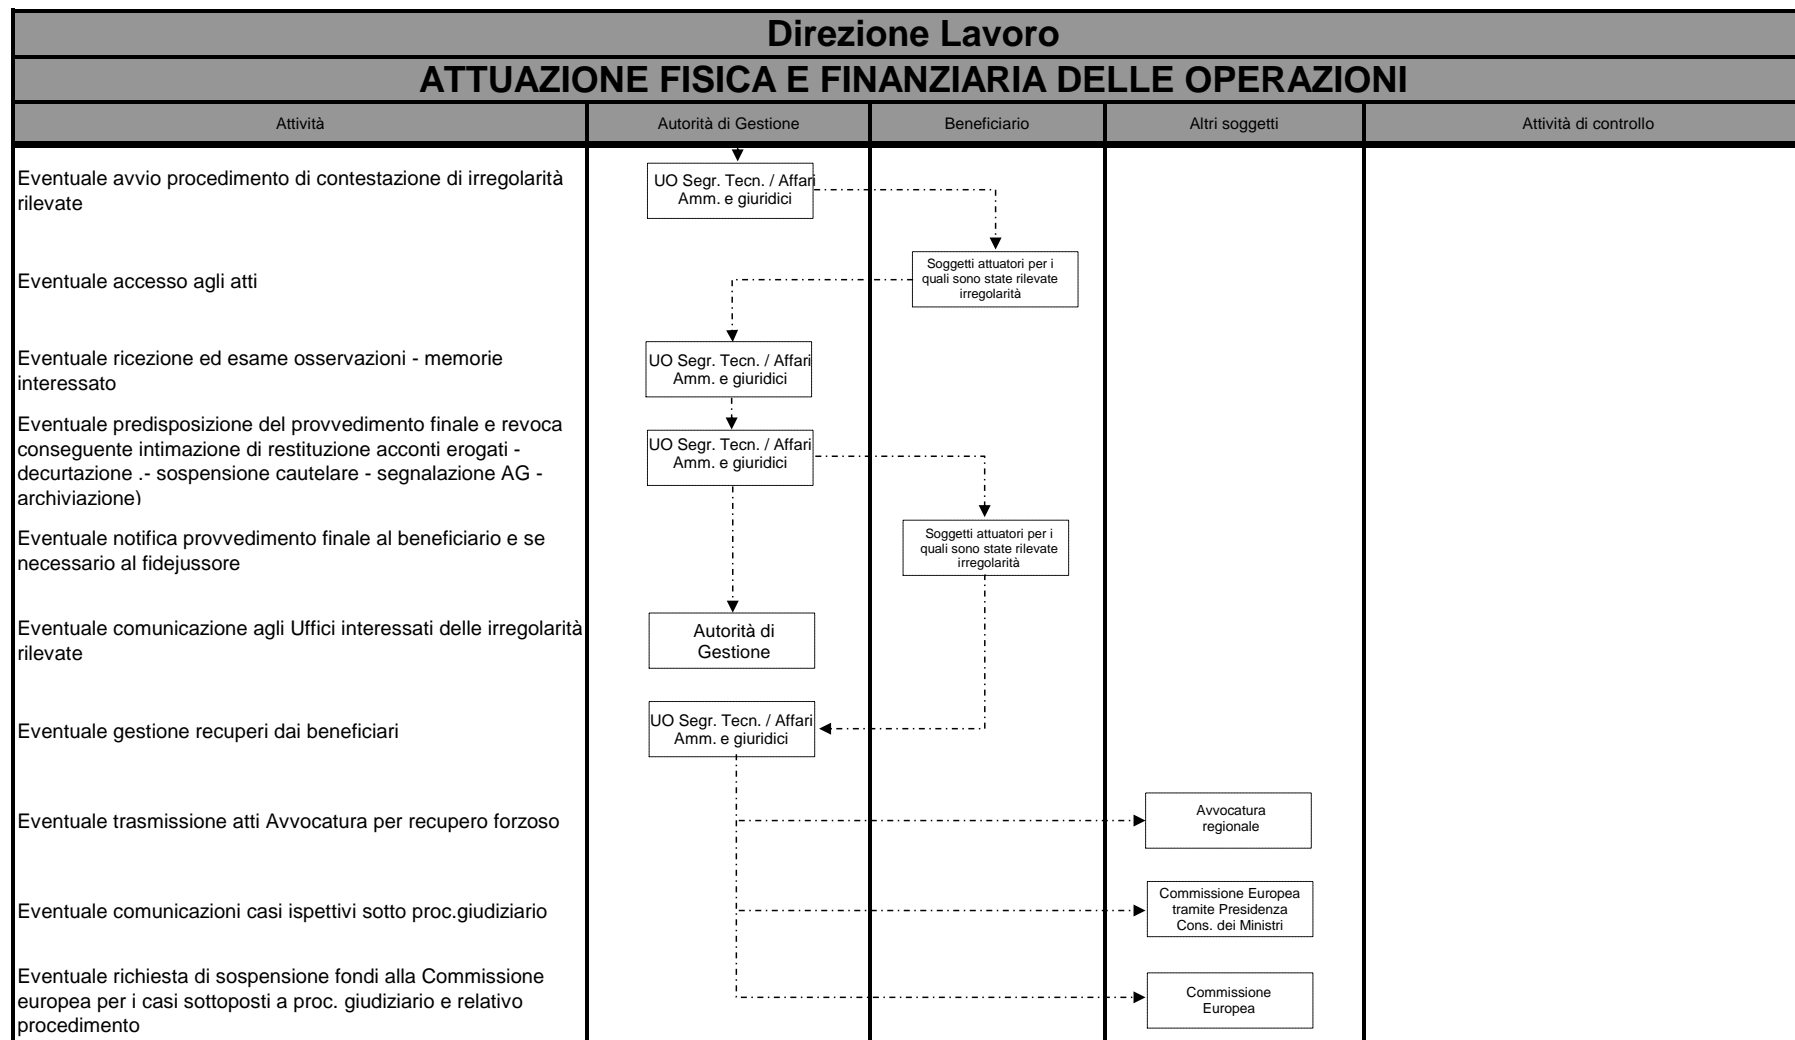 Direzione Lavoro
ATTUAZIONE FISICA E FINANZIARIA DELLE OPERAZIONI
Attività
Autorità di Gestione
Beneficiario
Altri soggetti
Attività di controllo
Eventuale avvio procedimento di contestazione di irregolarità
rilevate
UO Segr. Tecn. / Affari
Amm. e giuridici
Eventuale accesso agli atti
Soggetti attuatori per i
quali sono state rilevate
irregolarità
Eventuale ricezione ed esame osservazioni - memorie
interessato
UO Segr. Tecn. / Affari
Amm. e giuridici
Eventuale predisposizione del provvedimento finale e revoca
conseguente intimazione di restituzione acconti erogati -
decurtazione .- sospensione cautelare - segnalazione AG -
archiviazione)
UO Segr. Tecn. / Affari
Amm. e giuridici
Eventuale notifica provvedimento finale al beneficiario e se
necessario al fidejussore
Soggetti attuatori per i
quali sono state rilevate
irregolarità
Eventuale comunicazione agli Uffici interessati delle irregolarità
rilevate
Autorità di
Gestione
Eventuale gestione recuperi dai beneficiari
UO Segr. Tecn. / Affari
Amm. e giuridici
Eventuale trasmissione atti Avvocatura per recupero forzoso
Avvocatura
regionale
Eventuale comunicazioni casi ispettivi sotto proc.giudiziario
Commissione Europea
tramite Presidenza
Cons. dei Ministri
Eventuale richiesta di sospensione fondi alla Commissione
europea per i casi sottoposti a proc. giudiziario e relativo
procedimento
Commissione
Europea